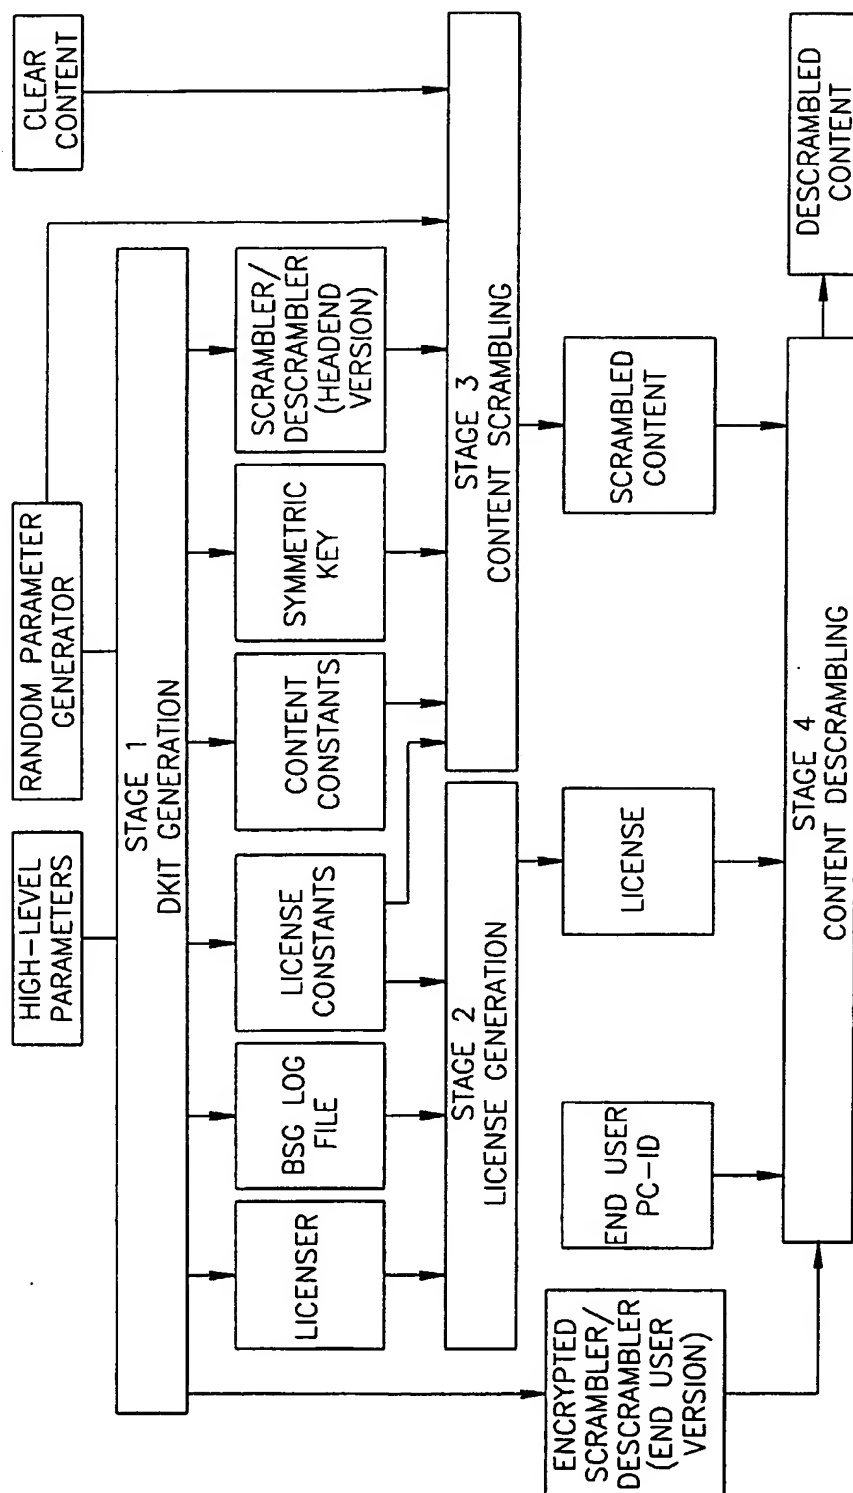 HIGH-LEVEL
PARAMETERS
RANDOM PARAMETER
GENERATOR
CLEAR
CONTENT
STAGE 1
DKIT GENERATION
LICENSER
BSG LOG
FILE
LICENSE
CONSTANTS
CONTENT
CONSTANTS
SYMMETRIC
KEY
SCRAMBLER/
DESCRAMBLER
(HEADEND
VERSION)
STAGE 2
LICENSE GENERATION
STAGE 3
CONTENT SCRAMBLING
ENCRYPTED
SCRAMBLER/
DESCRAMBLER
(END USER
VERSION)
END USER
PC-ID
LICENSE
SCRAMBLED
CONTENT
STAGE 4
CONTENT DESCRAMBLING
DESCRAMBLED
CONTENT